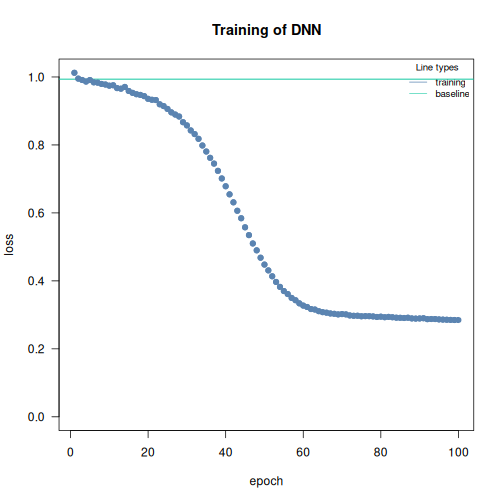 Training of DNN
Line types
training
baseline
loss
1.0
0.8
0.6
0.4
0.2
0.0
0 20 40 60 80 100
epoch